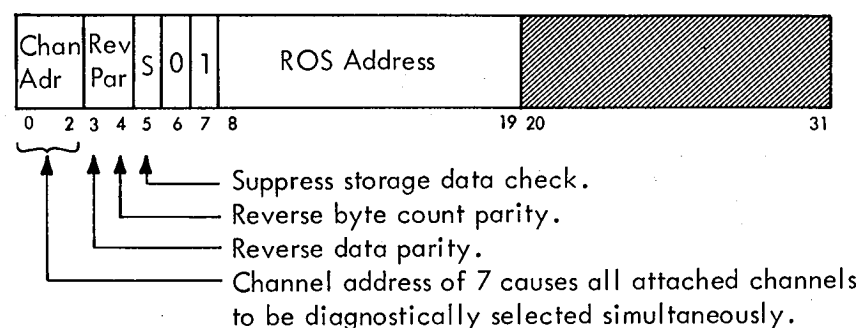 Chan Rev
Adr Par S 0 1 ROS Address
0 2 3 4 5 6 7 8 19 20 31
Suppress storage data check.
Reverse byte count parity.
Reverse data parity.
Channel address of 7 causes all attached channels
to be diagnostically selected simultaneously.